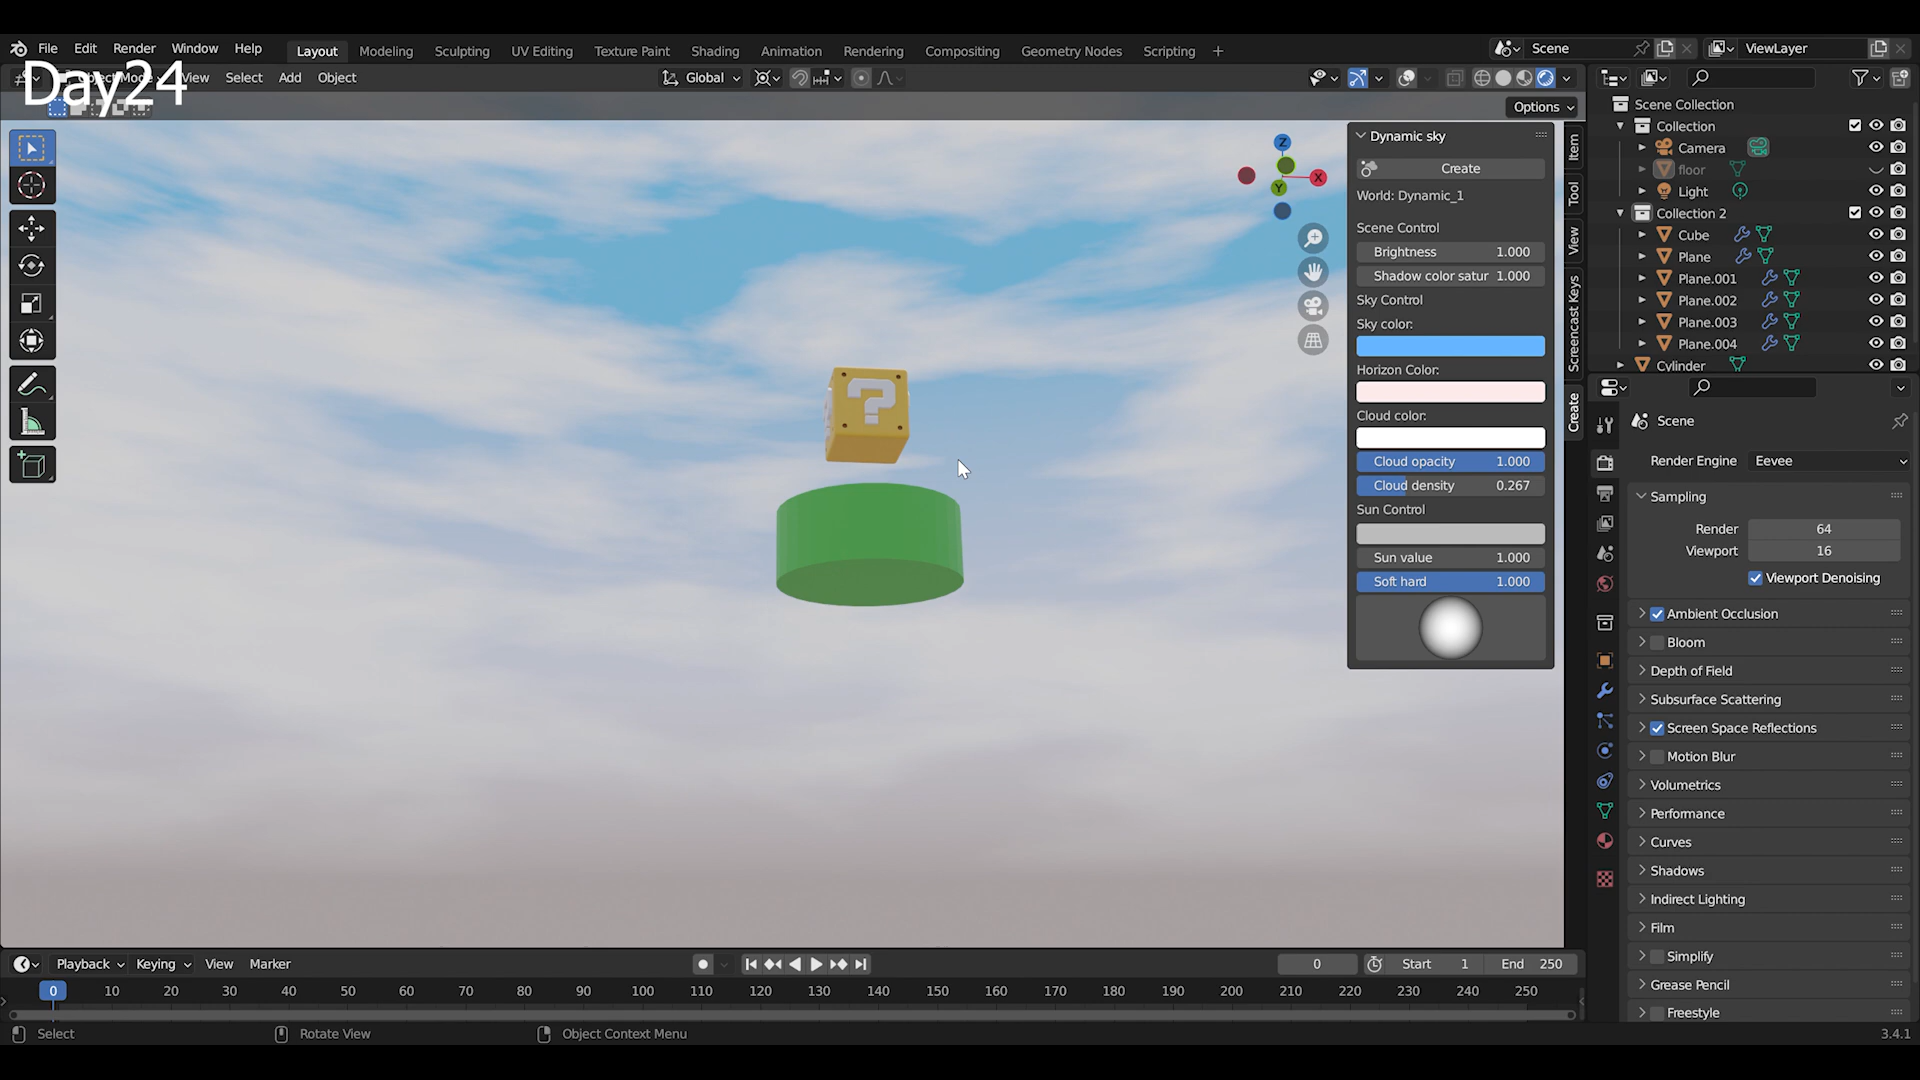 File Edit Render Window Help Layout Modeling Sculpting UV Editing Texture Paint Shading Animation Rendering Compositing Geometry Nodes Scripting + Scene ViewLayer
Day24
Object Mode View Select Add Object Global
Options
Scene Collection
Collection
Camera
floor
Light
Collection 2
Cube
Plane
Plane.001
Plane.002
Plane.003
Plane.004
Cylinder
Z
X
Y
Dynamic sky
Create
World: Dynamic_1
Scene Control
Brightness 1.000
Shadow color satur 1.000
Sky Control
Sky color:
Horizon Color:
Cloud color:
Cloud opacity 1.000
Cloud density 0.267
Sun Control
Sun value 1.000
Soft hard 1.000
Item
Tool
View
Screencast Keys
Create
?
Scene
Render Engine Eevee
Sampling
Render 64
Viewport 16
Viewport Denoising
Ambient Occlusion
Bloom
Depth of Field
Subsurface Scattering
Screen Space Reflections
Motion Blur
Volumetrics
Performance
Curves
Shadows
Indirect Lighting
Film
Simplify
Grease Pencil
Freestyle
Playback Keying View Marker 0 Start 1 End 250
0 10 20 30 40 50 60 70 80 90 100 110 120 130 140 150 160 170 180 190 200 210 220 230 240 250
Select Rotate View Object Context Menu 3.4.1